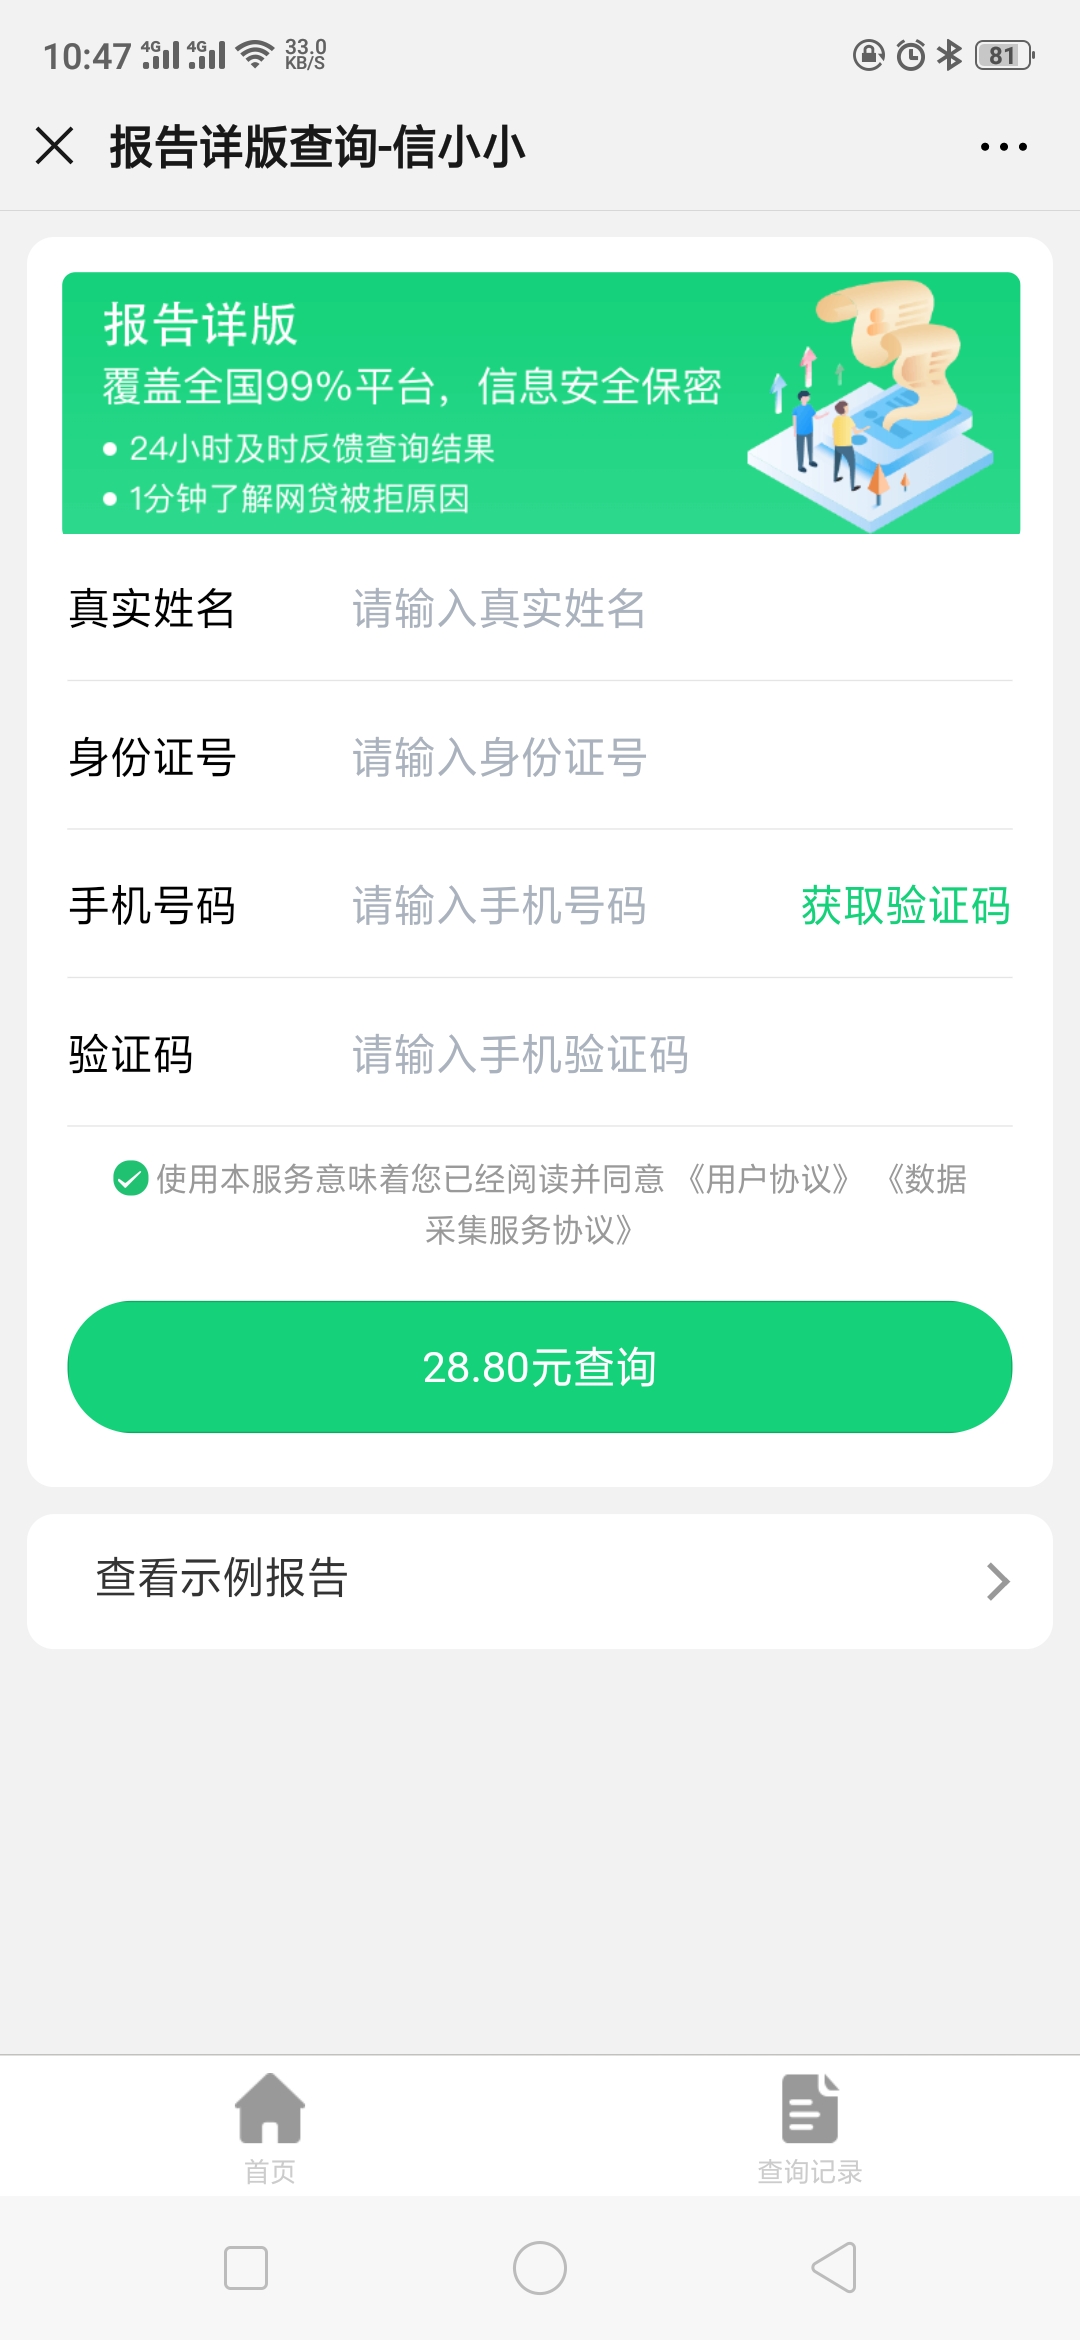 10:47 4G 4G 33.0 KB/S 81
报告详版查询-信小小
报告详版
覆盖全国99%平台，信息安全保密
24小时及时反馈查询结果
1分钟了解网贷被拒原因
真实姓名 请输入真实姓名
身份证号 请输入身份证号
手机号码 请输入手机号码 获取验证码
验证码 请输入手机验证码
使用本服务意味着您已经阅读并同意 《用户协议》 《数据
采集服务协议》
28.80元查询
查看示例报告
首页 查询记录